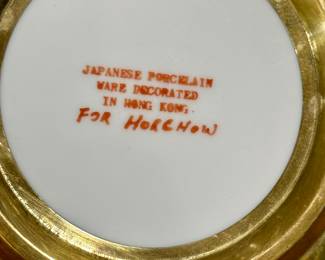 JAPANESE PORCELAIN
WARE DECORATED
IN HONG KONG.
FOR HORCHOW